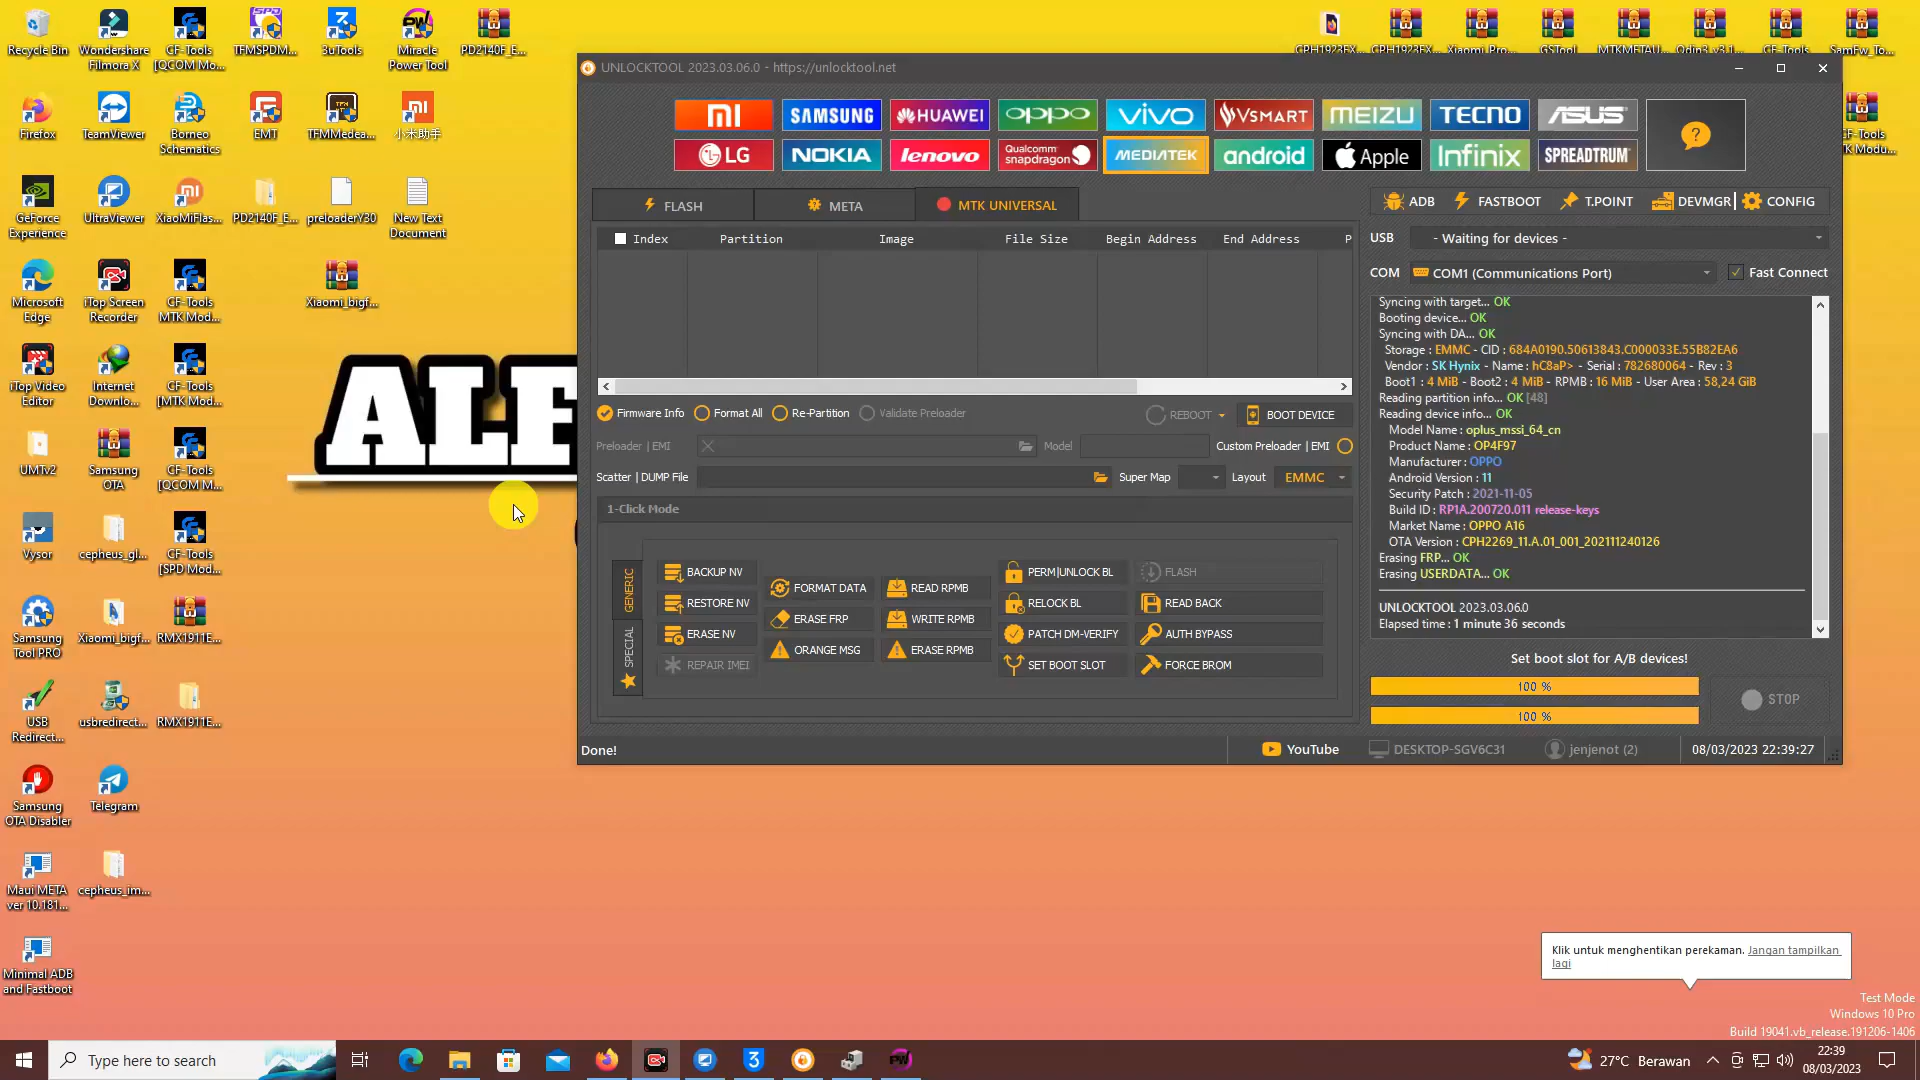 Recycle Bin
Wondershare Filmora X
CF-Tools [QCOM Mo...
TFMSPDM...
3uTools
Miracle Power Tool
PD2140F_E...
Firefox
TeamViewer
Borneo Schematics
EMT
TFMMedea...
小米助手
GeForce Experience
UltraViewer
XiaoMiFlas...
PD2140F_E...
preloaderY30
New Text Document
Microsoft Edge
iTop Screen Recorder
CF-Tools MTK Mod...
Xiaomi_bigf...
iTop Video Editor
Internet Downlo...
CF-Tools [MTK Mod...
UMTv2
Samsung OTA
CF-Tools [QCOM M...
Vysor
cepheus_gl...
CF-Tools [SPD Mod...
Samsung Tool PRO
Xiaomi_bigf...
RMX1911E...
USB Redirect...
usbredirect...
RMX1911E...
Samsung OTA Disabler
Telegram
Maui META ver 10.181...
cepheus_im...
Minimal ADB and Fastboot
ALF
CPH1923EX...
CPH1923EX...
Xiaomi_Pro...
GSTool
MTKMETAU...
Odin3_v3.1...
CF-Tools
SamFw_To...
UNLOCKTOOL 2023.03.06.0 - https://unlocktool.net
mi
SAMSUNG
HUAWEI
oppo
vivo
VSMART
MEIZU
TECNO
ASUS
?
LG
NOKIA
lenovo
Qualcomm snapdragon
MEDIATEK
android
Apple
Infinix
SPREADTRUM
FLASH
META
MTK UNIVERSAL
ADB
FASTBOOT
T.POINT
DEVMGR
CONFIG
Index
Partition
Image
File Size
Begin Address
End Address
P
USB
- Waiting for devices -
COM
COM1 (Communications Port)
Fast Connect
Firmware Info
Format All
Re-Partition
Validate Preloader
REBOOT
BOOT DEVICE
Preloader | EMI
Model
Custom Preloader | EMI
Scatter | DUMP File
Super Map
Layout
EMMC
1-Click Mode
GENERIC
SPECIAL
BACKUP NV
RESTORE NV
ERASE NV
REPAIR IMEI
FORMAT DATA
ERASE FRP
ORANGE MSG
READ RPMB
WRITE RPMB
ERASE RPMB
PERM|UNLOCK BL
RELOCK BL
PATCH DM-VERIFY
SET BOOT SLOT
FLASH
READ BACK
AUTH BYPASS
FORCE BROM
Syncing with target... OK
Booting device... OK
Syncing with DA... OK
Storage : EMMC - CID : 684A0190.50613843.C000033E.55B82EA6
Vendor : SK Hynix - Name : hC8aP> - Serial : 782680064 - Rev : 3
Boot1 : 4 MiB - Boot2 : 4 MiB - RPMB : 16 MiB - User Area : 58,24 GiB
Reading partition info... OK [48]
Reading device info... OK
Model Name : oplus_mssi_64_cn
Product Name : OP4F97
Manufacturer : OPPO
Android Version : 11
Security Patch : 2021-11-05
Build ID : RP1A.200720.011 release-keys
Market Name : OPPO A16
OTA Version : CPH2269_11.A.01_001_202111240126
Erasing FRP... OK
Erasing USERDATA... OK
UNLOCKTOOL 2023.03.06.0
Elapsed time : 1 minute 36 seconds
Set boot slot for A/B devices!
100 %
100 %
STOP
Done!
YouTube
DESKTOP-SGV6C31
jenjenot (2)
08/03/2023 22:39:27
Klik untuk menghentikan perekaman. Jangan tampilkan
lagi
Test Mode
Windows 10 Pro
Build 19041.vb_release.191206-1406
Type here to search
27°C Berawan
22:39
08/03/2023